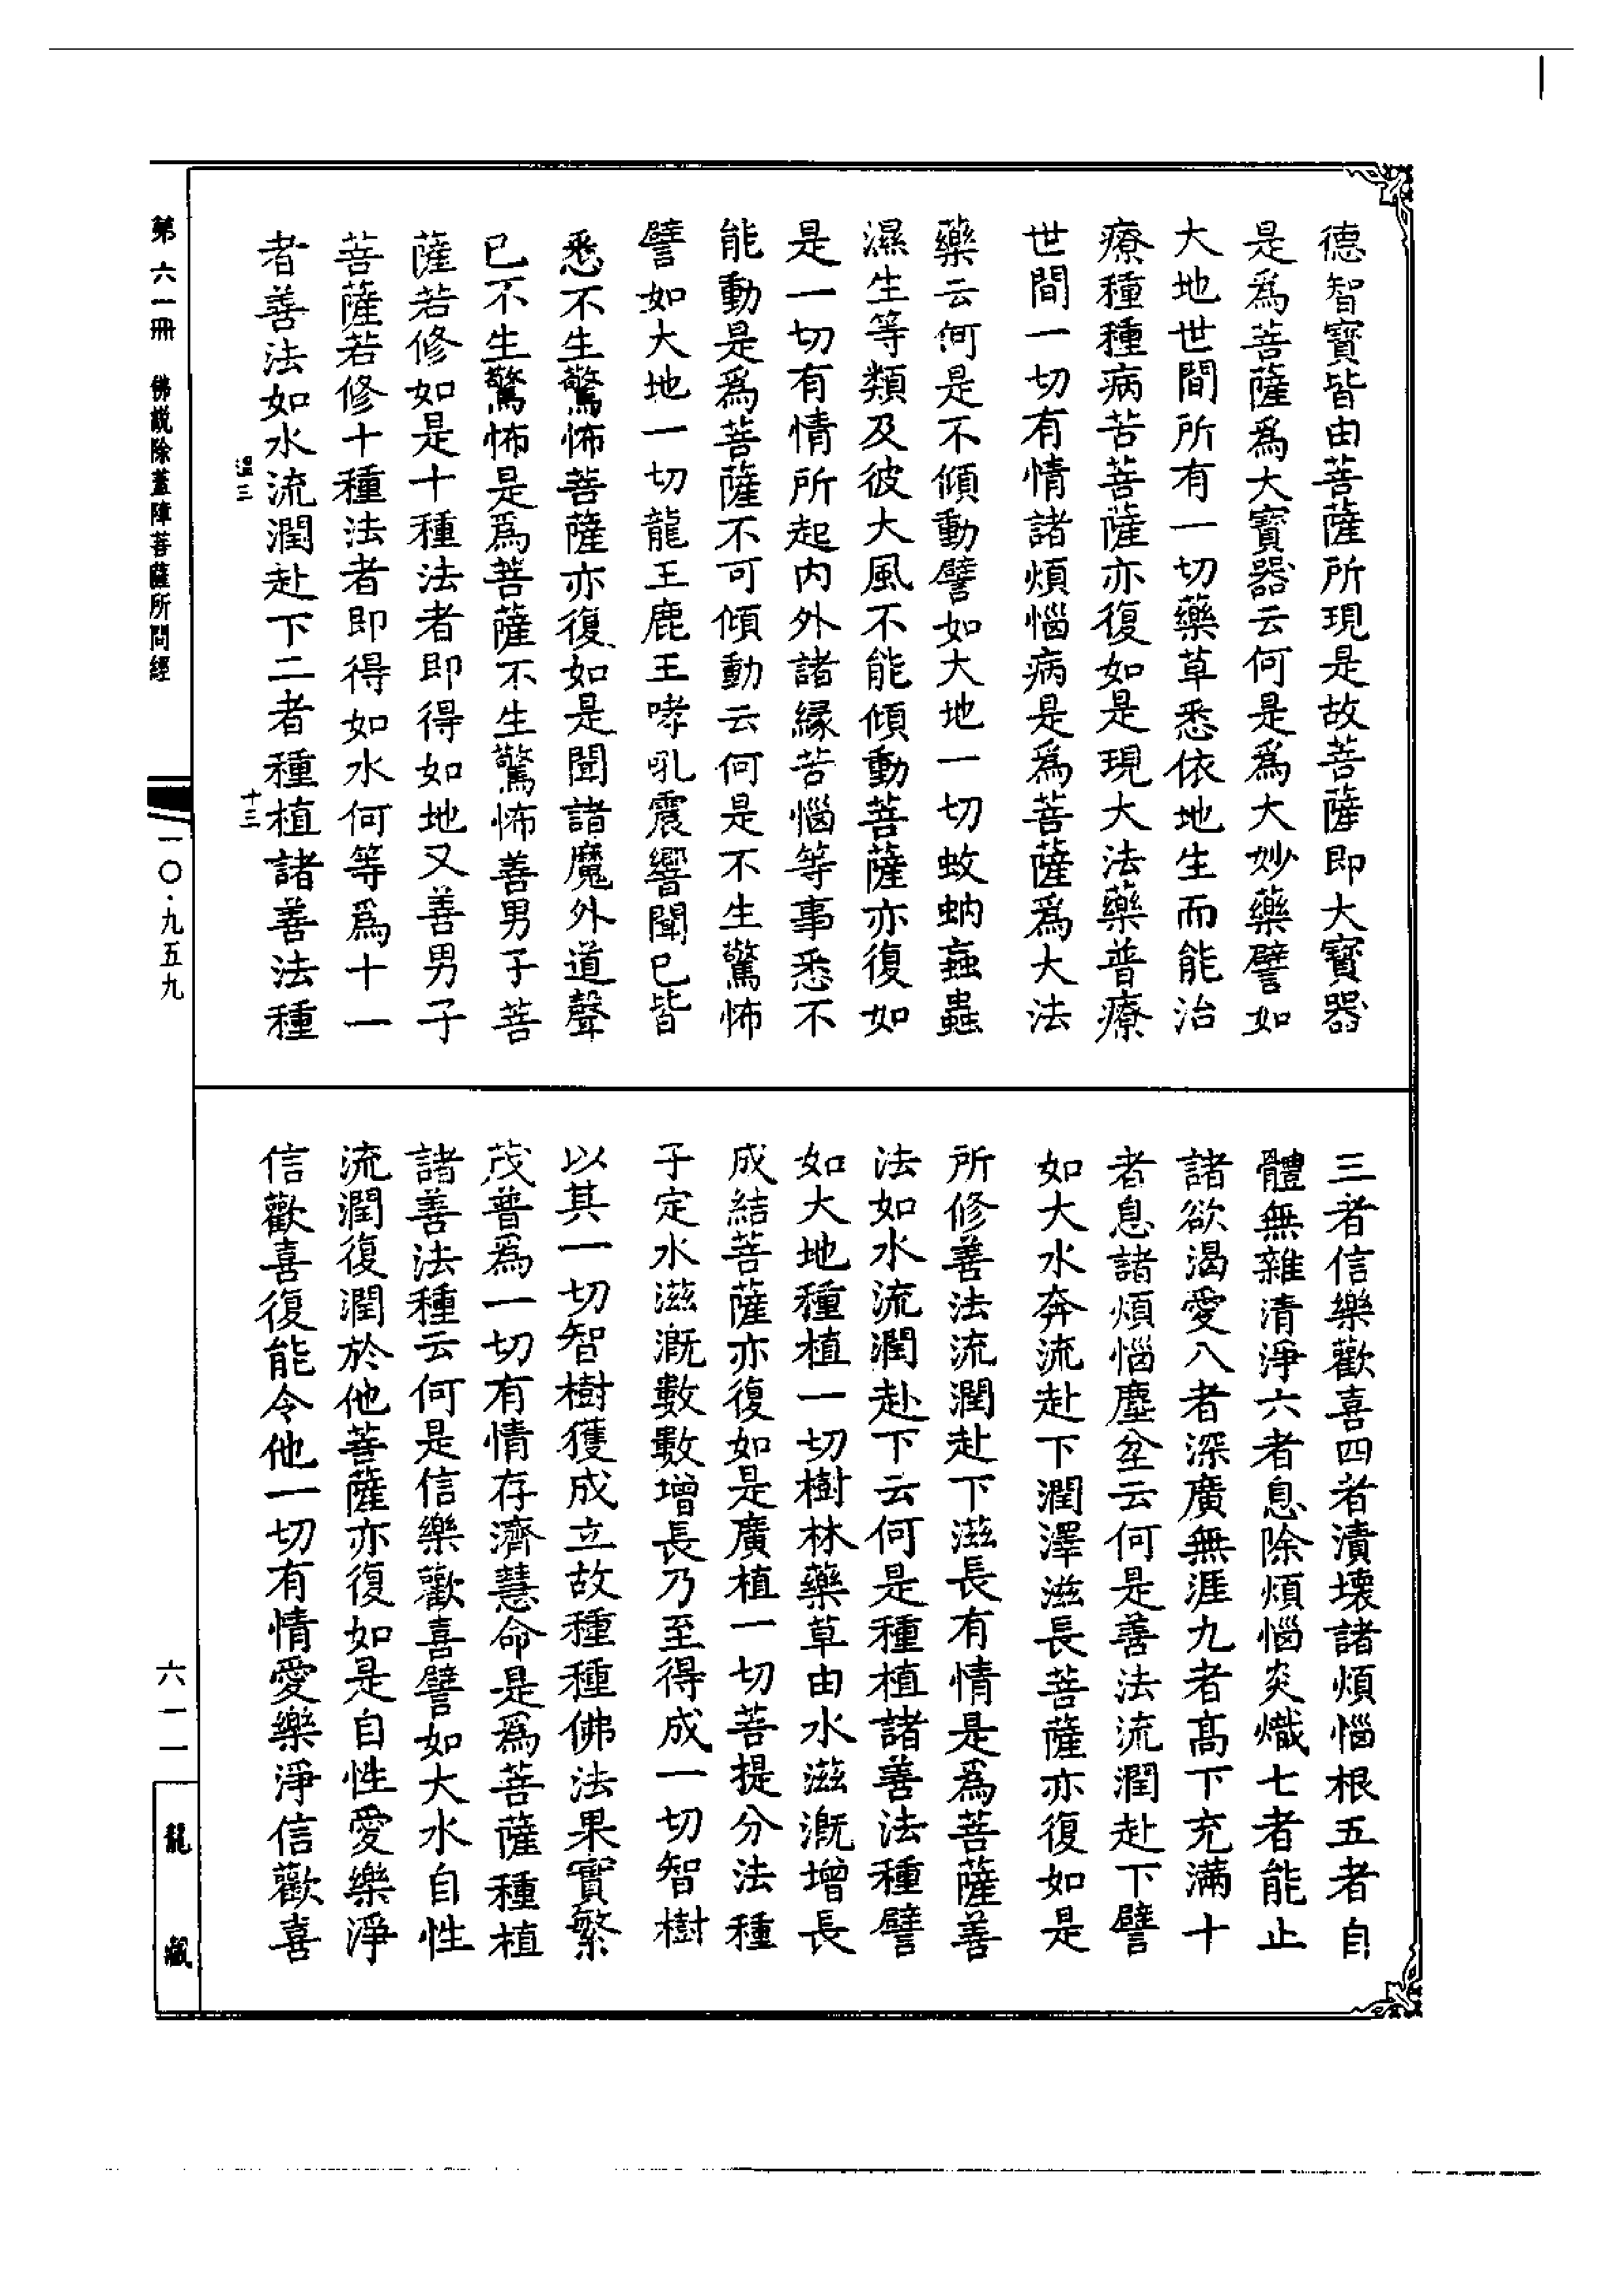 德智寶皆由菩薩所現是故菩薩即大寶器
是爲菩薩爲大寶器云何是爲大妙藥譬如
大地世間所有一切藥草悉依地生而能治
療種種病苦菩薩亦復如是現大法藥普療
世間一切有情諸煩惱病是爲菩薩爲大法
藥云何是不傾動譬如大地一切蚊蚋蝱蟲
濕生等類及彼大風不能傾動菩薩亦復如
是一切有情所起内外諸緣苦惱等事悉不
能動是爲菩薩不可傾動云何是不生驚怖
譬如大地一切龍王鹿王哮吼震響聞已皆
悉不生驚怖菩薩亦復如是聞諸魔外道聲
已不生驚怖是爲菩薩不生驚怖善男子菩
薩若修如是十種法者即得如地又善男子
菩薩若修十種法者即得如水何等爲十一
者善法如水流潤赴下二者種植諸善法種
溫三
十三
三者信樂歡喜四者漬壞諸煩惱根五者自
體無雜清淨六者息除煩惱炎熾七者能止
諸欲渴愛八者深廣無涯九者髙下充滿十
者息諸煩惱塵坌云何是善法流潤赴下譬
如大水奔流赴下潤澤滋長菩薩亦復如是
所修善法流潤赴下滋長有情是爲菩薩善
法如水流潤赴下云何是種植諸善法種譬
如大地種植一切樹林藥草由水滋漑增長
成結菩薩亦復如是廣植一切菩提分法種
子定水滋漑數數增長乃至得成一切智樹
以其一切智樹獲成立故種種佛法果實繁
茂普爲一切有情存濟慧命是爲菩薩種植
諸善法種云何是信樂歡喜譬如大水自性
流潤復潤於他菩薩亦復如是自性愛樂淨
信歡喜復能令他一切有情愛樂淨信歡喜
第六一冊 佛説除蓋障菩薩所問經
一〇·九五九
六一一
龍藏